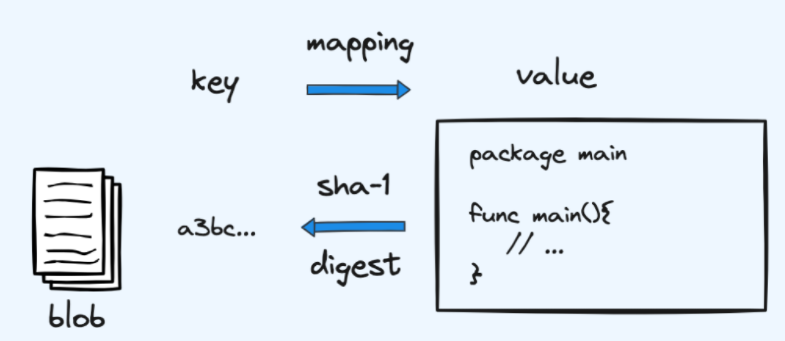 mapping
key
value
package main
func main(){
// ...
}
sha-1
a3bc...
digest
blob